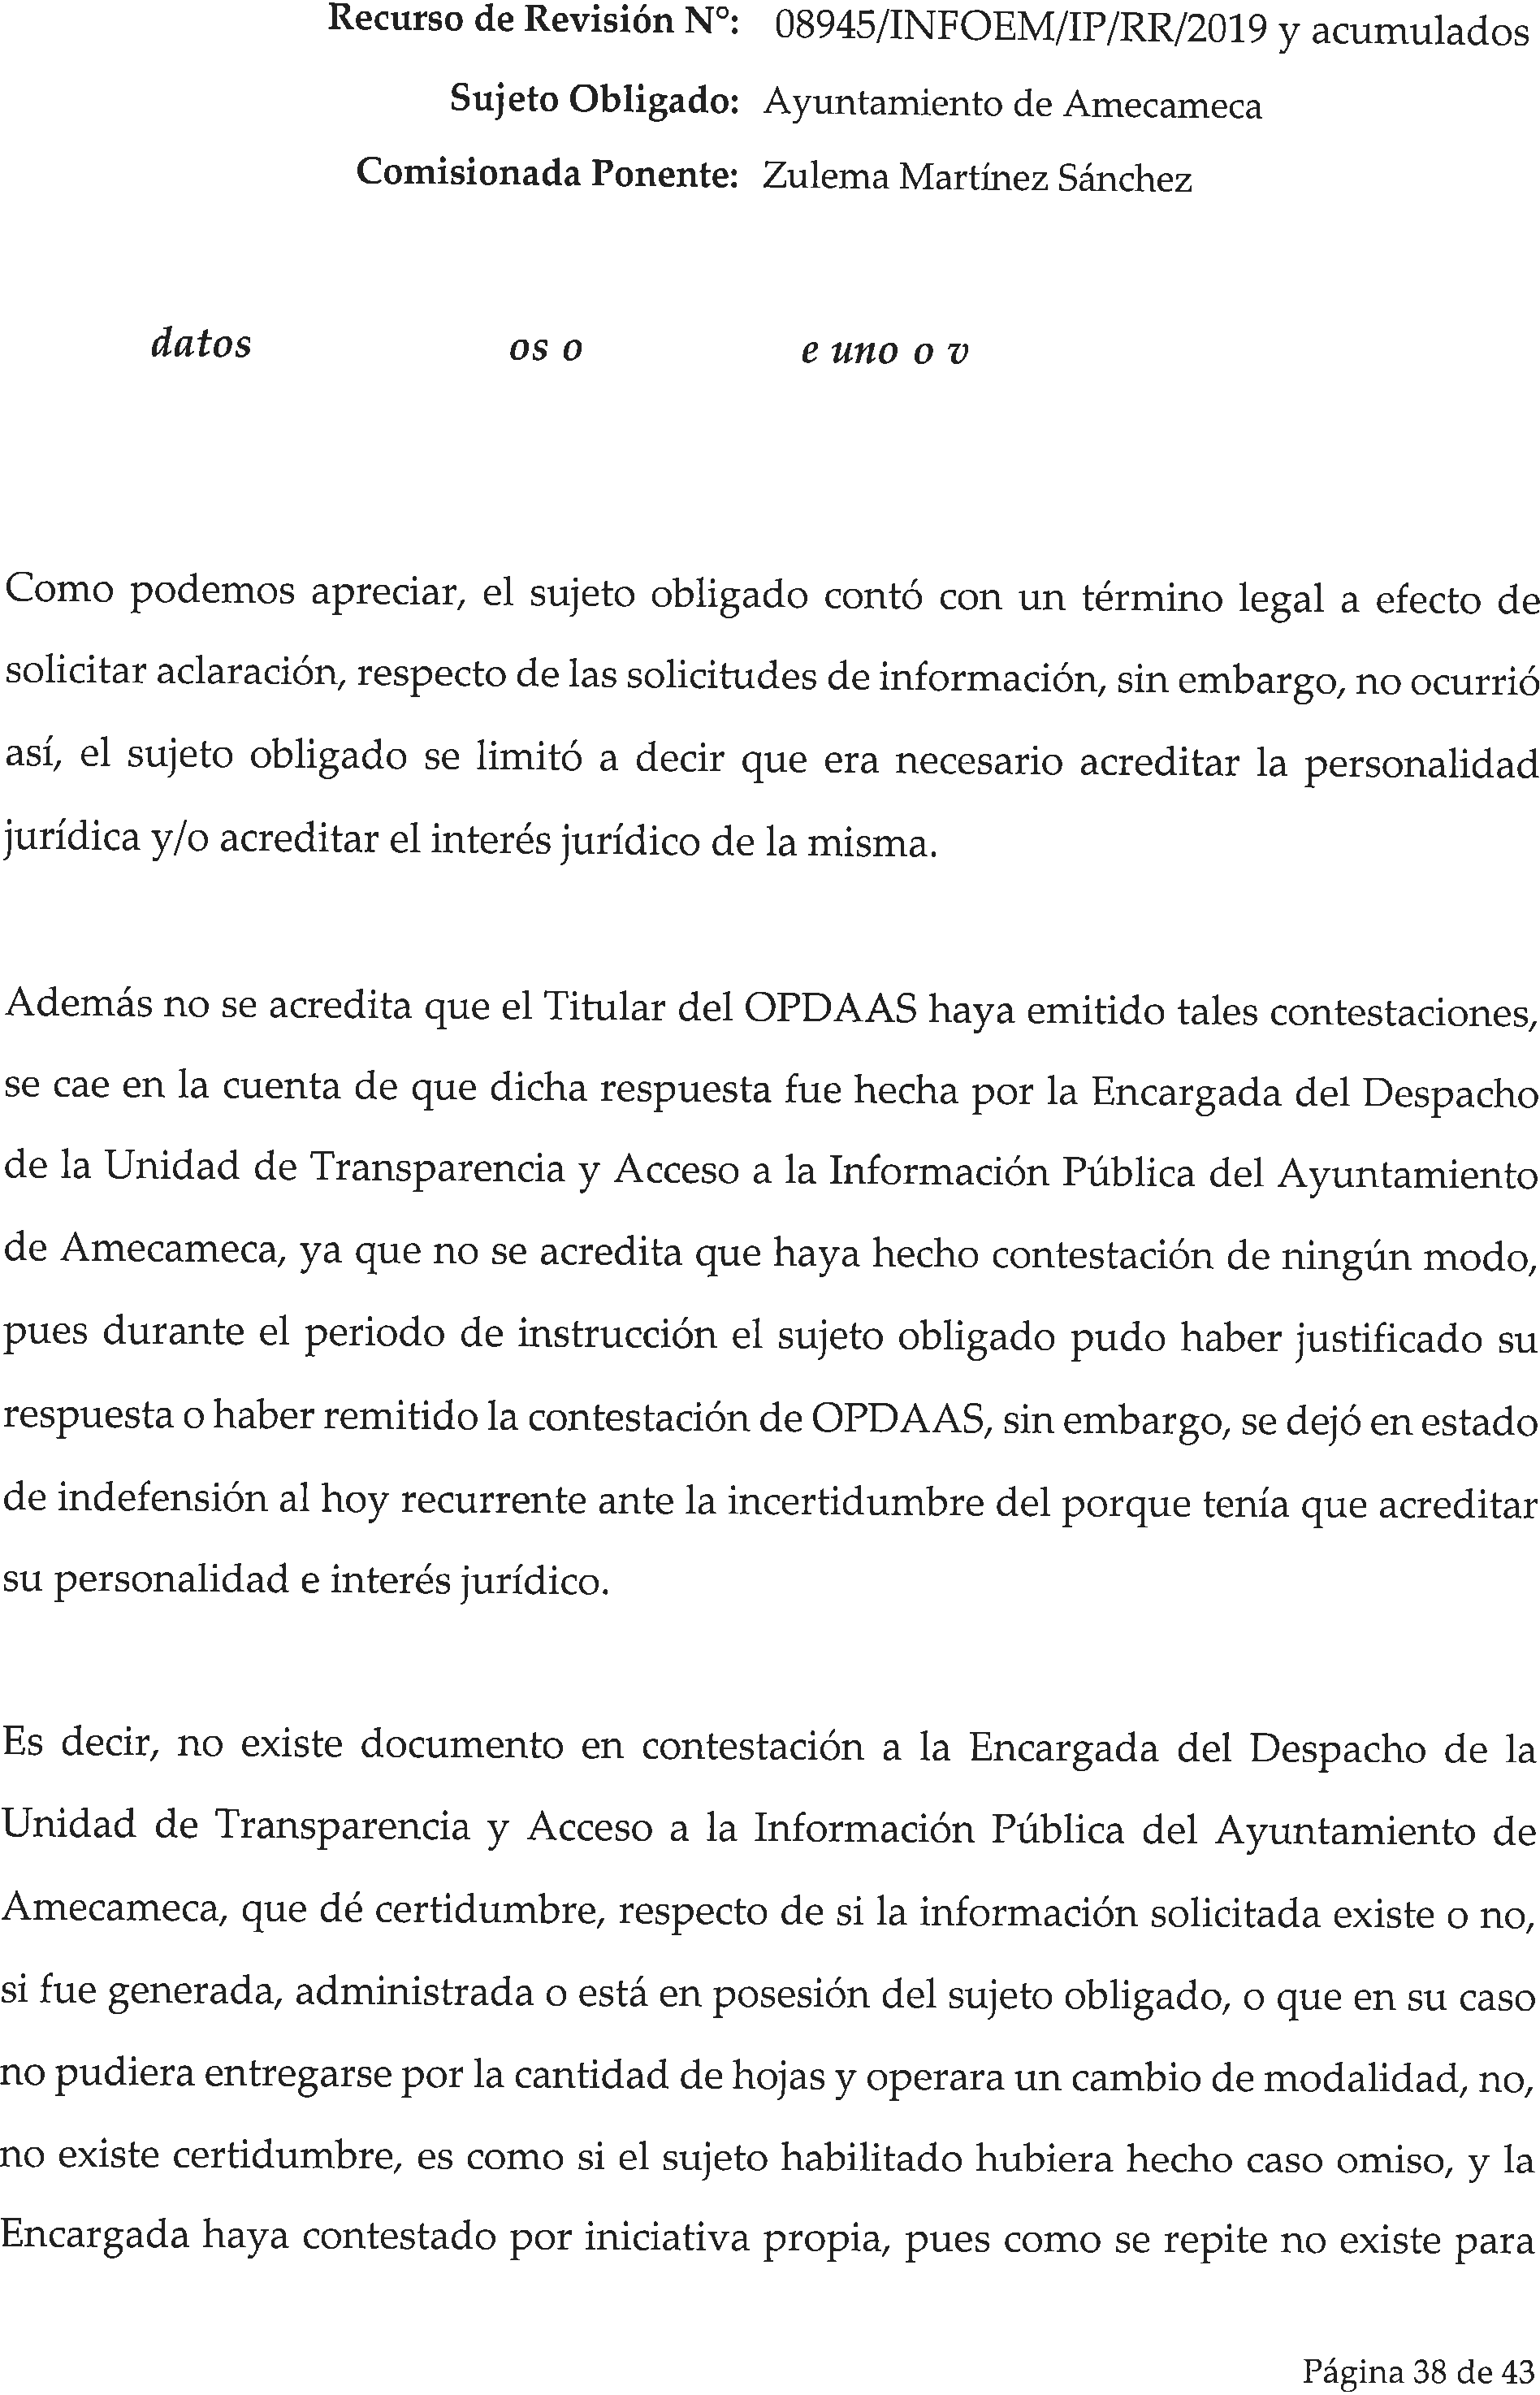 Recurso de Revisión N°: 08945/INFOEM/IP/RR/2019 y acumulados
Sujeto Obligado: Ayuntamiento de Amecameca
Comisionada Ponente: Zulema Martínez Sánchez
datos os o e uno o v
Como podemos apreciar, el sujeto obligado contó con un término legal a efecto de
solicitar aclaración, respecto de las solicitudes de información, sin embargo, no ocurrió
así, el sujeto obligado se limitó a decir que era necesario acreditar la personalidad
jurídica y/o acreditar el interés jurídico de la misma.
Además no se acredita que el Titular del OPDAAS haya emitido tales contestaciones,
se cae en la cuenta de que dicha respuesta fue hecha por la Encargada del Despacho
de la Unidad de Transparencia y Acceso a la Información Pública del Ayuntamiento
de Amecameca, ya que no se acredita que haya hecho contestación de ningún modo,
pues durante el periodo de instrucción el sujeto obligado pudo haber justificado su
respuesta o haber remitido la contestación de OPDAAS, sin embargo, se dejó en estado
de indefensión al hoy recurrente ante la incertidumbre del porque tenía que acreditar
su personalidad e interés jurídico.
Es decir, no existe documento en contestación a la Encargada del Despacho de la
Unidad de Transparencia y Acceso a la Información Pública del Ayuntamiento de
Amecameca, que dé certidumbre, respecto de si la información solicitada existe o no,
si fue generada, administrada o está en posesión del sujeto obligado, o que en su caso
no pudiera entregarse por la cantidad de hojas y operara un cambio de modalidad, no,
no existe certidumbre, es como si el sujeto habilitado hubiera hecho caso omiso, y la
Encargada haya contestado por iniciativa propia, pues como se repite no existe para
Página 38 de 43